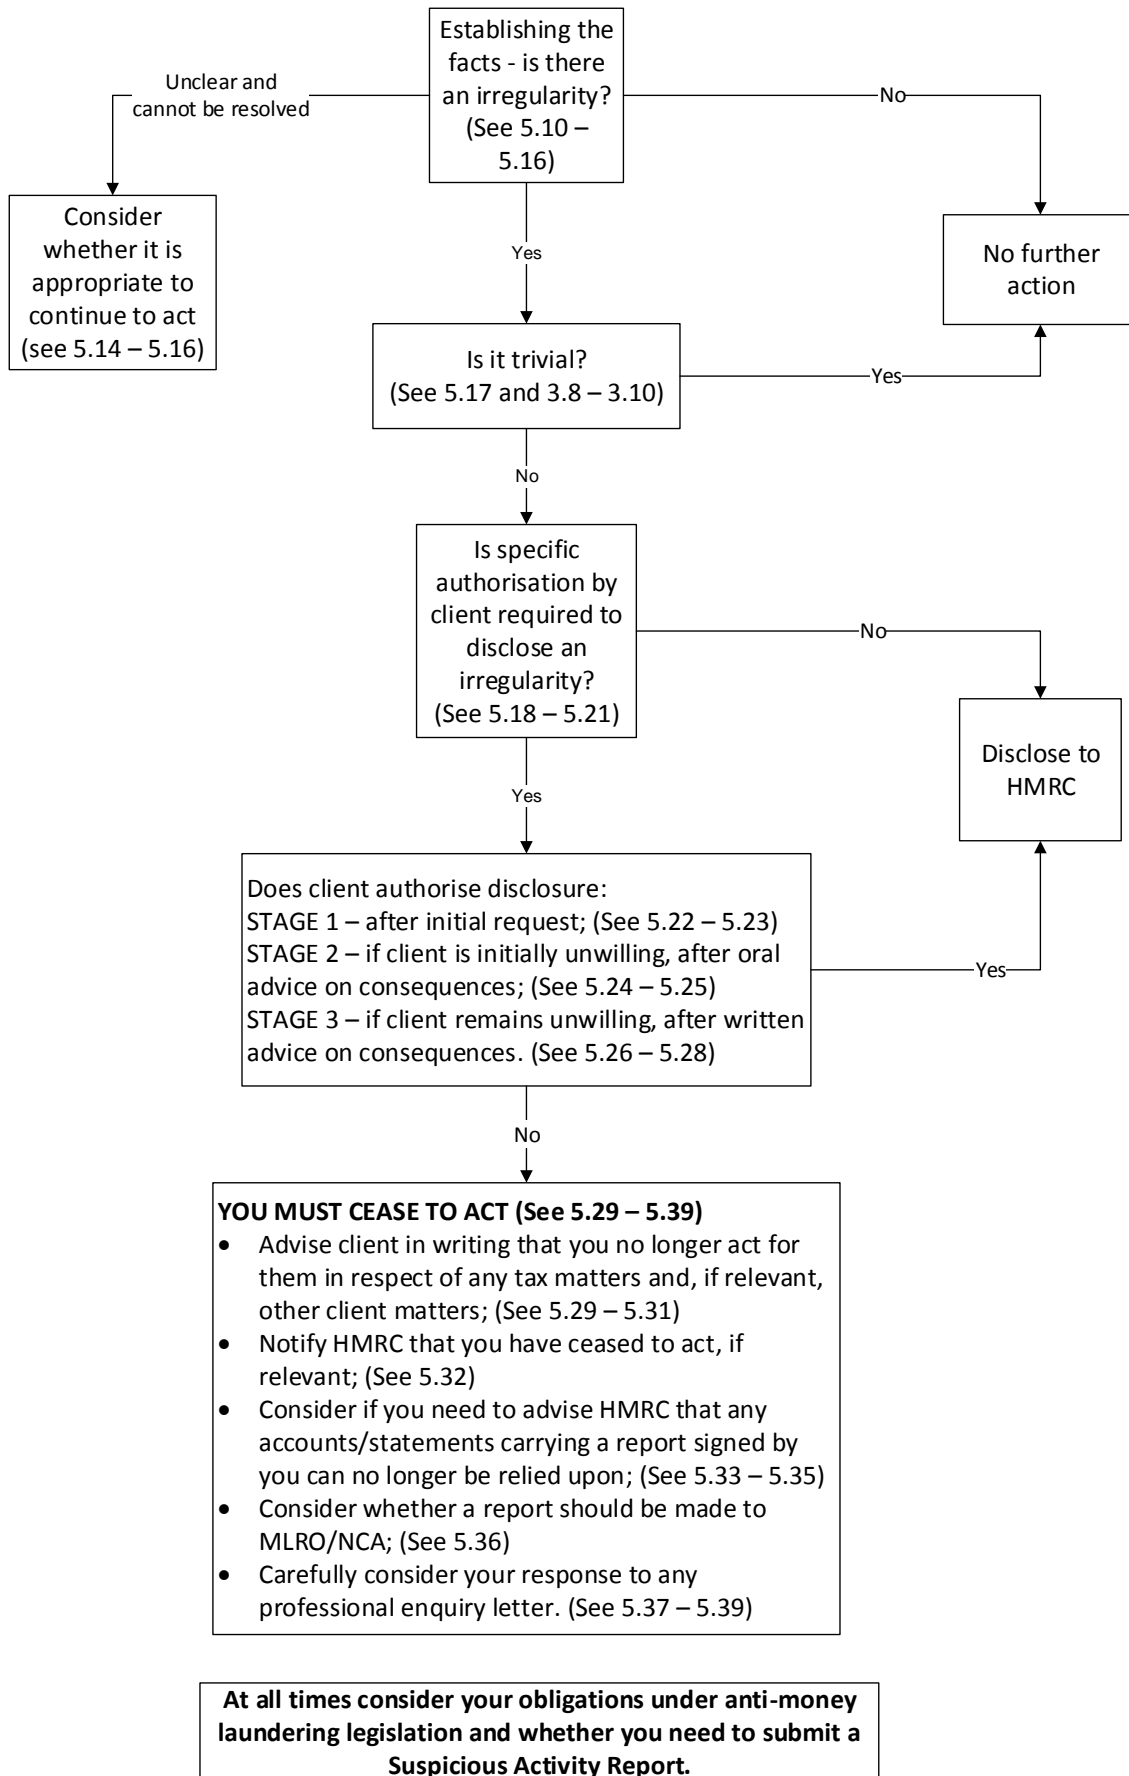 Establishing the
facts - is there
an irregularity?
(See 5.10 –
5.16)
Unclear and
cannot be resolved
No
Consider
whether it is
appropriate to
continue to act
(see 5.14 – 5.16)
Yes
No further
action
Is it trivial?
(See 5.17 and 3.8 – 3.10)
Yes
No
Is specific
authorisation by
client required to
disclose an
irregularity?
(See 5.18 – 5.21)
No
Disclose to
HMRC
Yes
Does client authorise disclosure:
STAGE 1 – after initial request; (See 5.22 – 5.23)
STAGE 2 – if client is initially unwilling, after oral
advice on consequences; (See 5.24 – 5.25)
STAGE 3 – if client remains unwilling, after written
advice on consequences. (See 5.26 – 5.28)
Yes
No
YOU MUST CEASE TO ACT (See 5.29 – 5.39)
• Advise client in writing that you no longer act for
them in respect of any tax matters and, if relevant,
other client matters; (See 5.29 – 5.31)
• Notify HMRC that you have ceased to act, if
relevant; (See 5.32)
• Consider if you need to advise HMRC that any
accounts/statements carrying a report signed by
you can no longer be relied upon; (See 5.33 – 5.35)
• Consider whether a report should be made to
MLRO/NCA; (See 5.36)
• Carefully consider your response to any
professional enquiry letter. (See 5.37 – 5.39)
At all times consider your obligations under anti-money
laundering legislation and whether you need to submit a
Suspicious Activity Report.